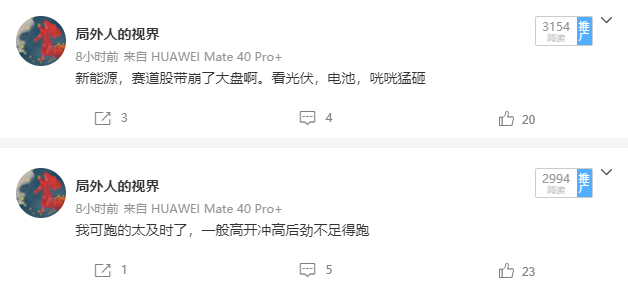 局外人的视界
3154
阅读
推广
8小时前 来自 HUAWEI Mate 40 Pro+
新能源，赛道股带崩了大盘啊。看光伏，电池，咣咣猛砸
3
4
20
局外人的视界
2994
阅读
推广
8小时前 来自 HUAWEI Mate 40 Pro+
我可跑的太及时了，一般高开冲高后劲不足得跑
1
5
23